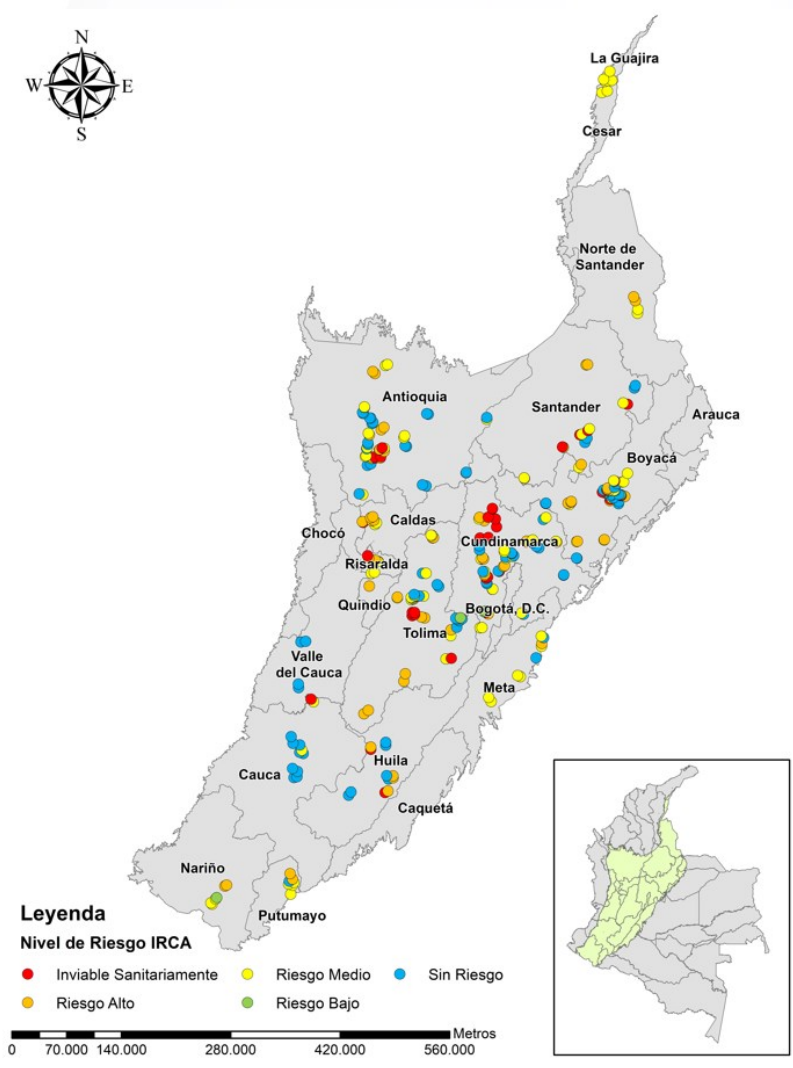 N
W E
S
La Guajira
Cesar
Norte de
Santander
Antioquia
Santander
Arauca
Boyacá
Caldas
Chocó
Cundinamarca
Risaralda
Quindio
Bogotá, D.C.
Tolima
Valle
del Cauca
Meta
Huila
Cauca
Caquetá
Nariño
Putumayo
Leyenda
Nivel de Riesgo IRCA
Inviable Sanitariamente Riesgo Medio Sin Riesgo
Riesgo Alto Riesgo Bajo
Metros
0 70.000 140.000 280.000 420.000 560.000